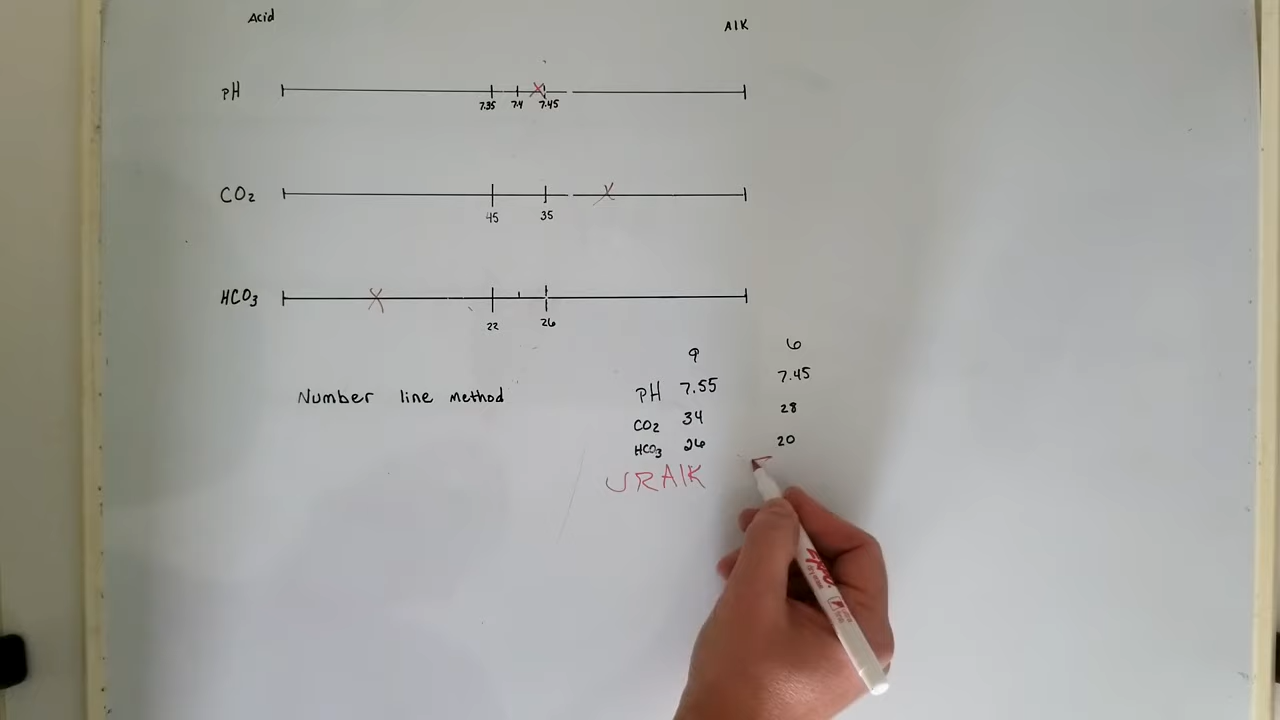 Acid
Alk
pH
7.35 7.4 7.45
CO₂
45 35
HCO₃
22 26
Number line method
9 6
pH 7.55 7.45
CO₂ 34 28
HCO₃ 26 20
URAlK
EXPO